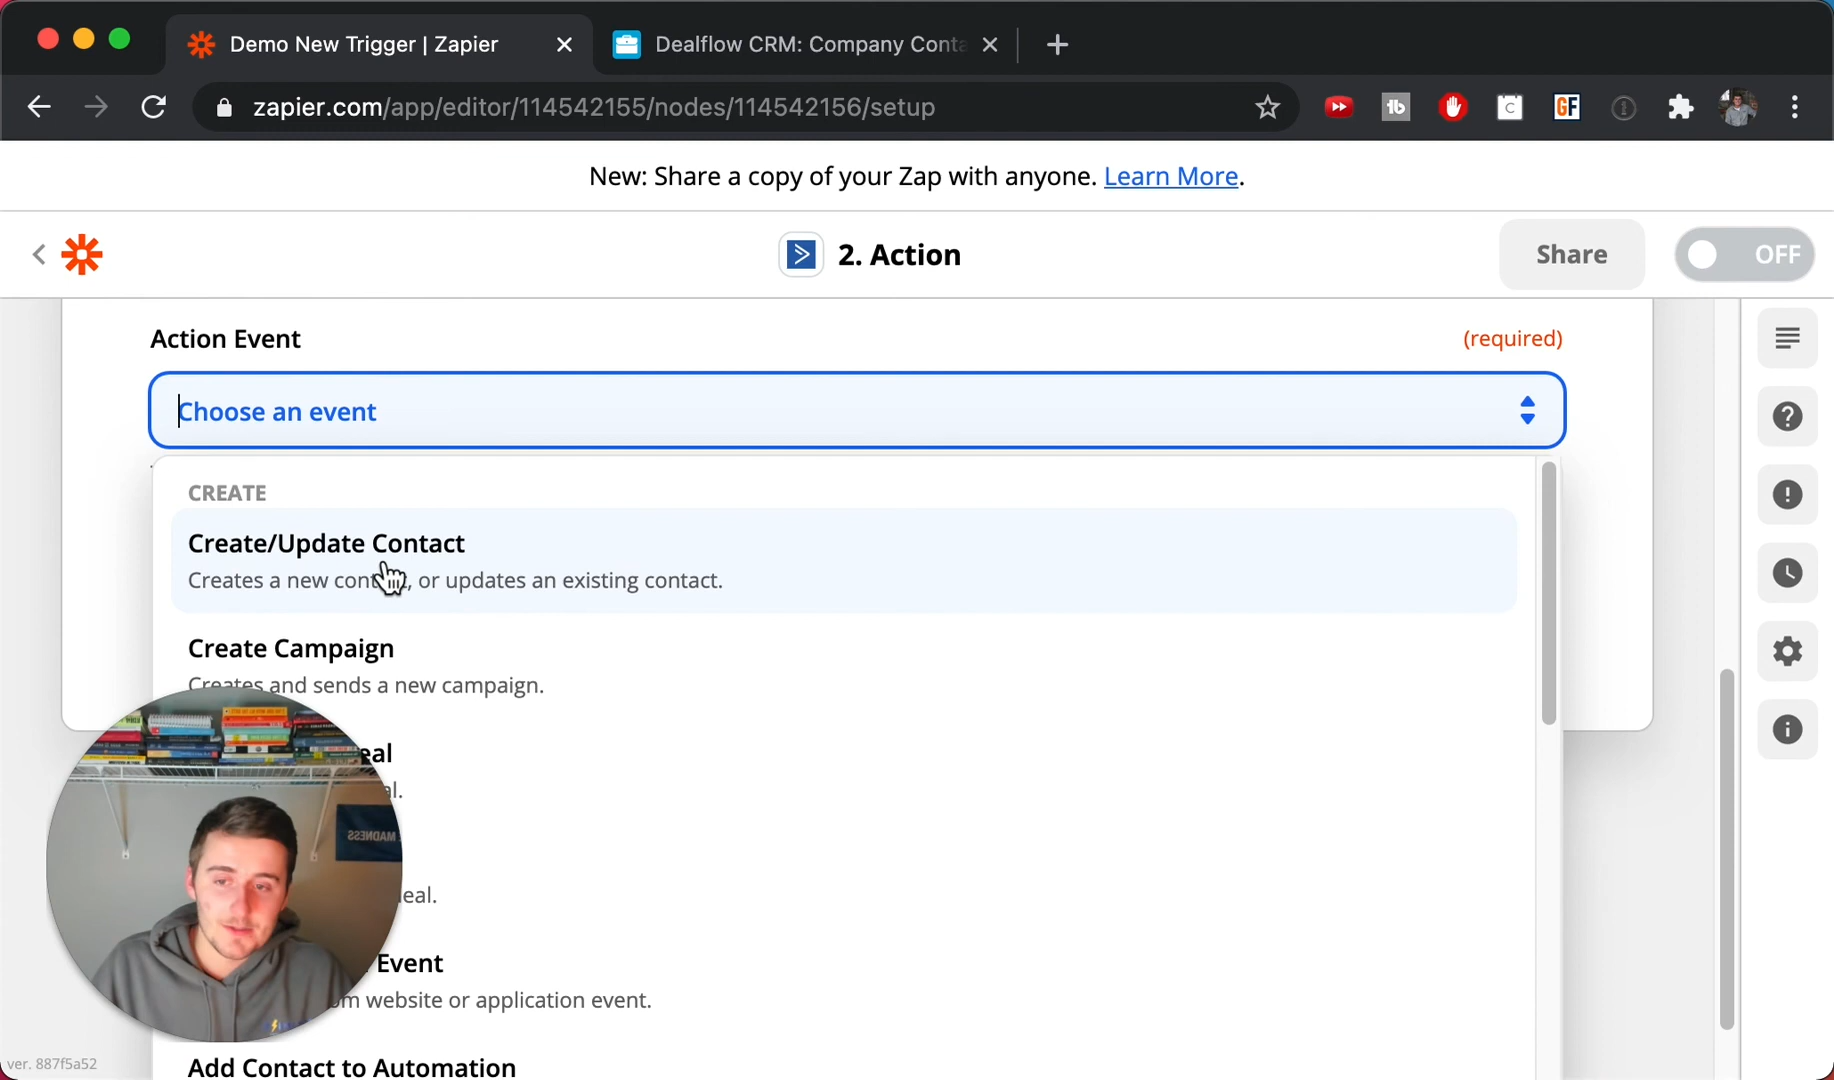 Demo New Trigger | Zapier
Dealflow CRM: Company Conta
zapier.com/app/editor/114542155/nodes/114542156/setup
New: Share a copy of your Zap with anyone. Learn More.
2. Action
Share
OFF
Action Event
(required)
Choose an event
CREATE
Create/Update Contact
Creates a new contact, or updates an existing contact.
Create Campaign
Creates and sends a new campaign.
eal
al.
eal.
Event
om website or application event.
Add Contact to Automation
ver. 887f5a52